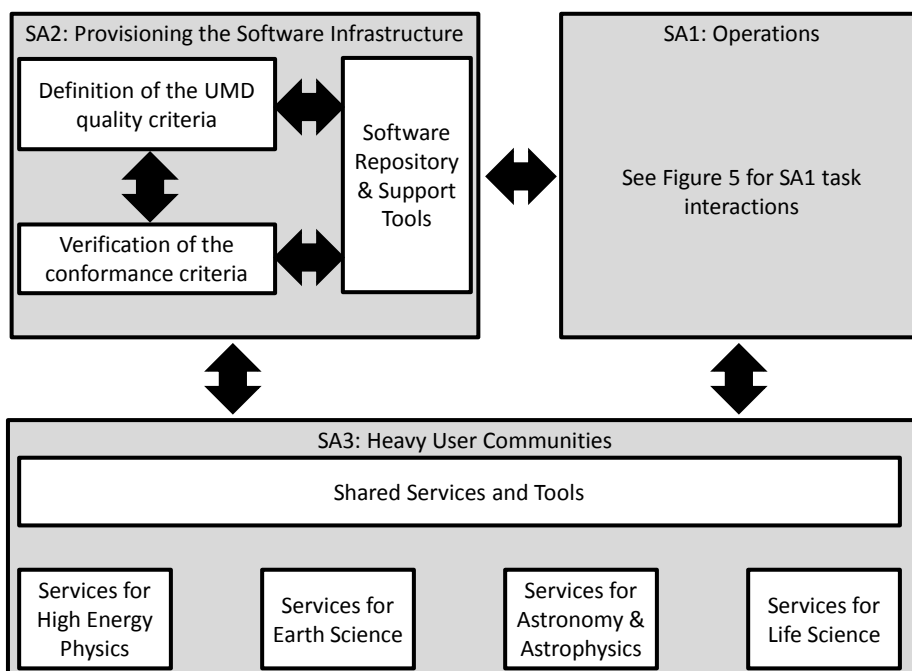 SA2: Provisioning the Software Infrastructure
Definition of the UMD
quality criteria
Verification of the
conformance criteria
Software
Repository
& Support
Tools
SA1: Operations
See Figure 5 for SA1 task
interactions
SA3: Heavy User Communities
Shared Services and Tools
Services for
High Energy
Physics
Services for
Earth Science
Services for
Astronomy &
Astrophysics
Services for
Life Science